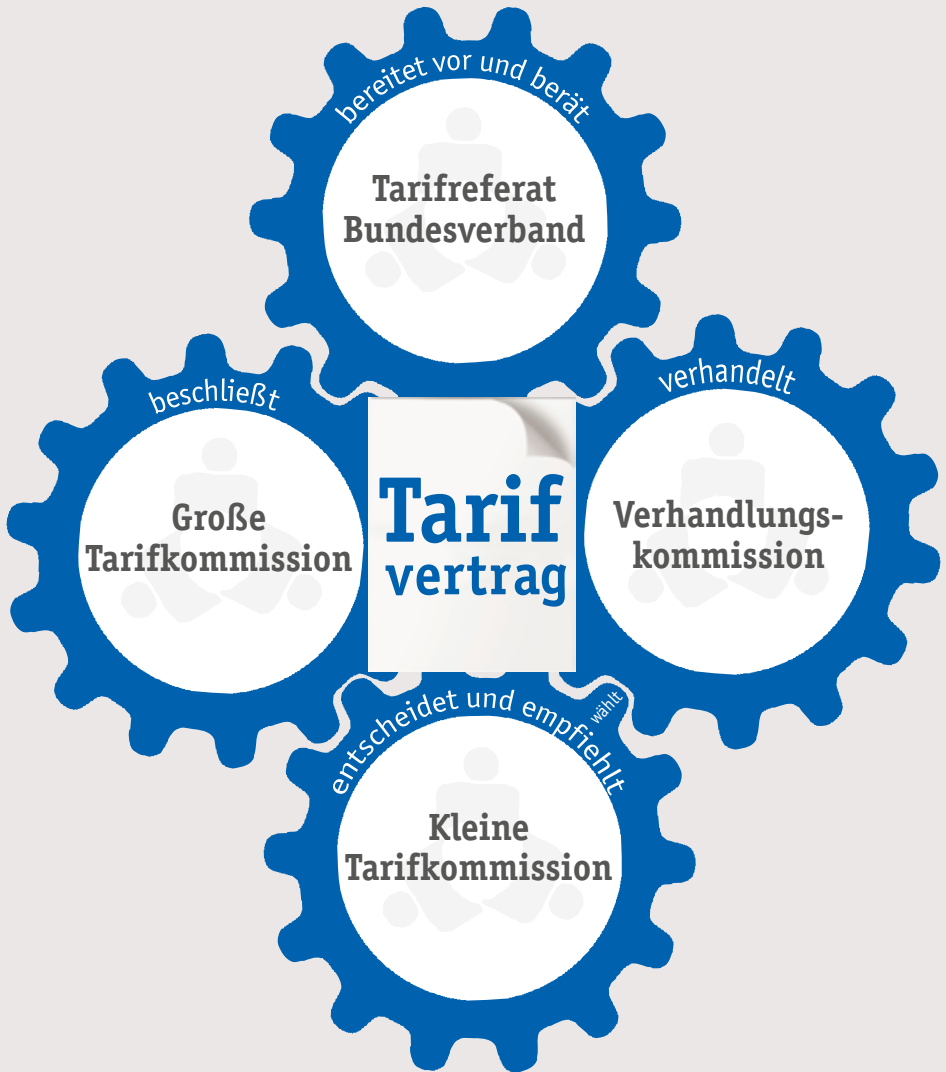 bereitet vor und berät
Tarifreferat
Bundesverband
beschließt
Große
Tarifkommission
Tarif
vertrag
verhandelt
Verhandlungs-
kommission
entscheidet und empfiehlt
wählt
Kleine
Tarifkommission